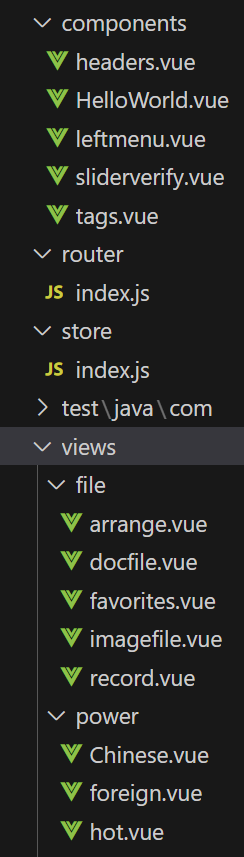 components
headers.vue
HelloWorld.vue
leftmenu.vue
sliderverify.vue
tags.vue
router
JS index.js
store
JS index.js
test\java\com
views
file
arrange.vue
docfile.vue
favorites.vue
imagefile.vue
record.vue
power
Chinese.vue
foreign.vue
hot.vue